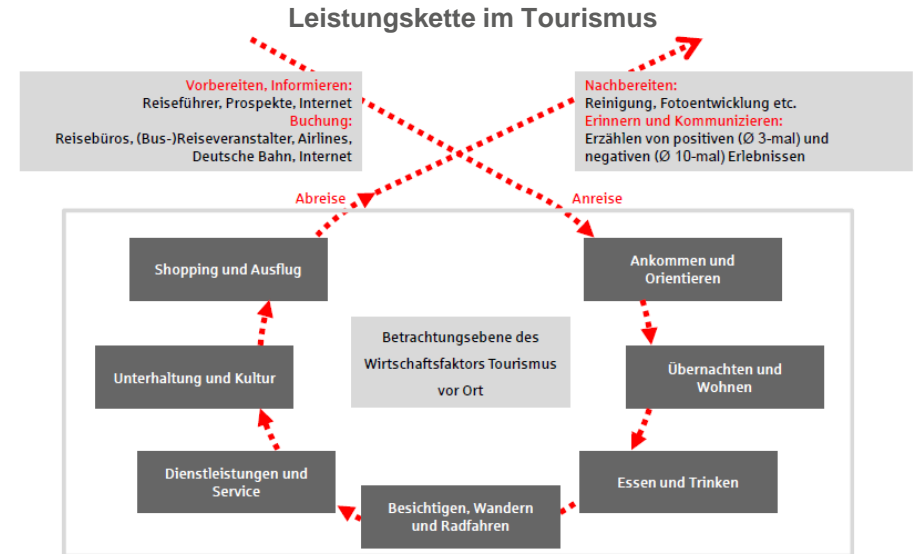 Leistungskette im Tourismus
Vorbereiten, Informieren:
Reiseführer, Prospekte, Internet
Buchung:
Reisebüros, (Bus-)Reiseveranstalter, Airlines,
Deutsche Bahn, Internet
Nachbereiten:
Reinigung, Fotoentwicklung etc.
Erinnern und Kommunizieren:
Erzählen von positiven (Ø 3-mal) und
negativen (Ø 10-mal) Erlebnissen
Abreise
Anreise
Shopping und Ausflug
Ankommen und
Orientieren
Betrachtungsebene des
Wirtschaftsfaktors Tourismus
vor Ort
Unterhaltung und Kultur
Übernachten und
Wohnen
Dienstleistungen und
Service
Essen und Trinken
Besichtigen, Wandern
und Radfahren